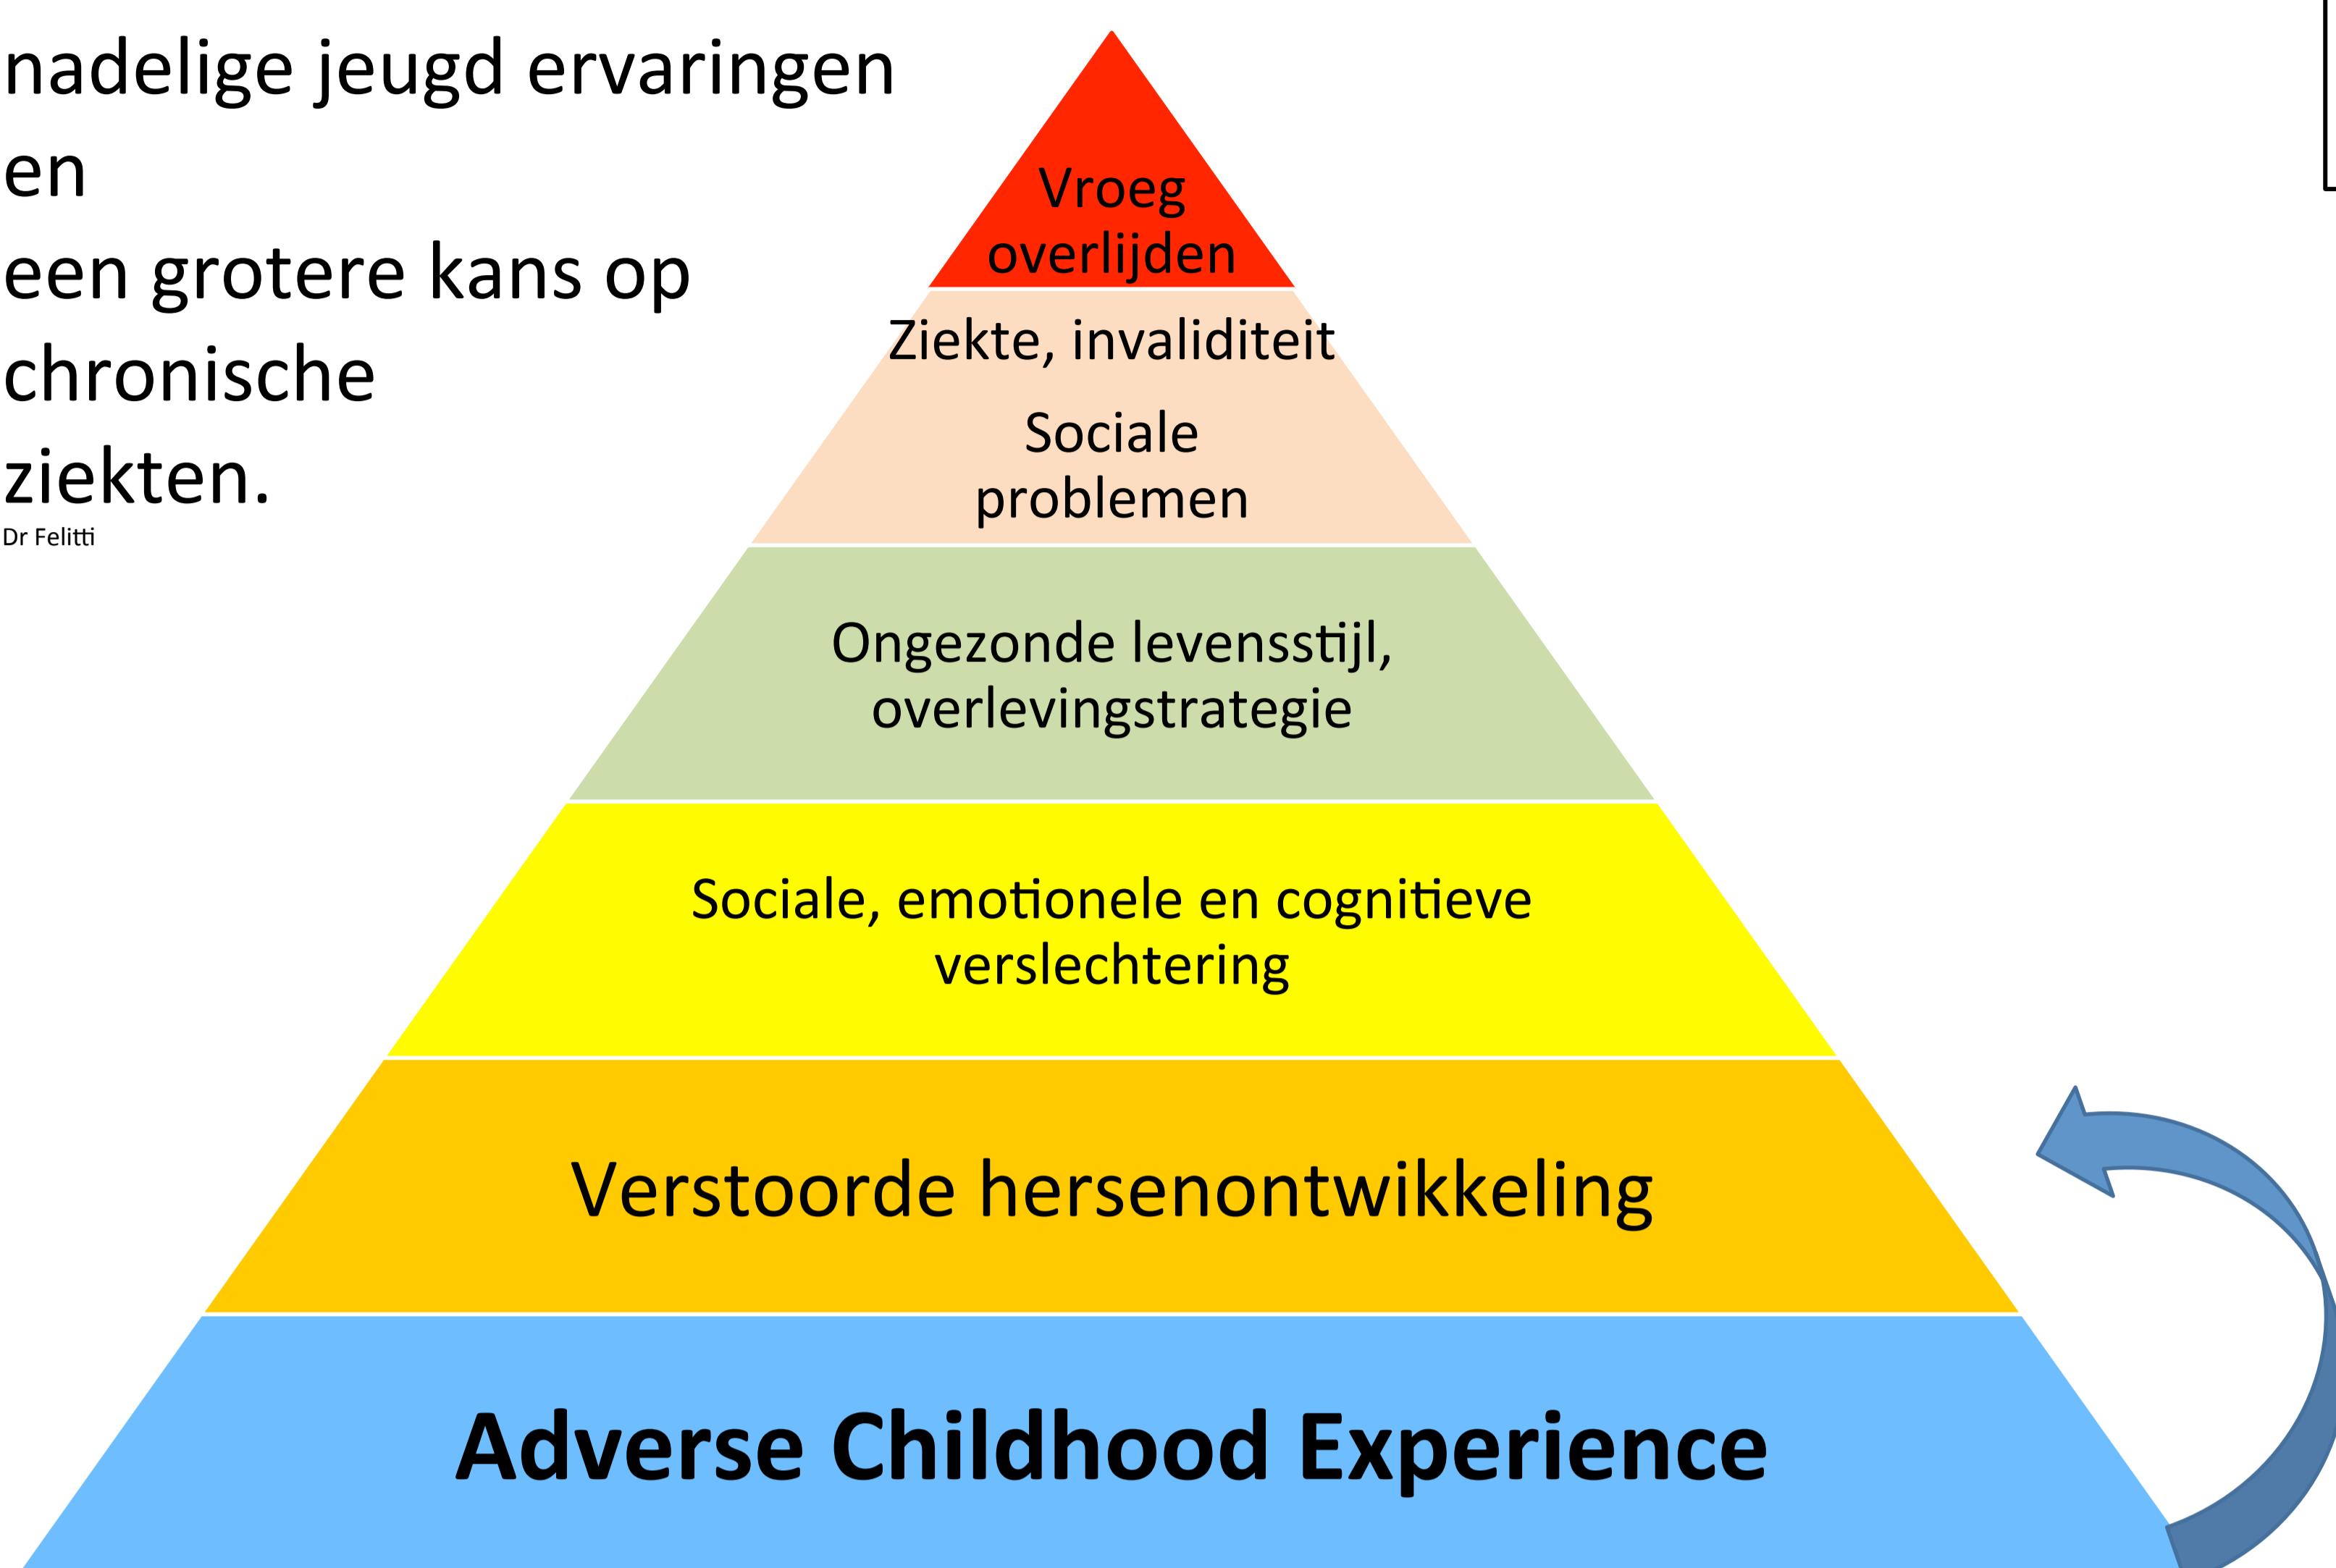 nadelige jeugd ervaringen
en
een grotere kans op
chronische
ziekten.
Dr Felitti
Vroeg
overlijden
Ziekte, invaliditeit
Sociale
problemen
Ongezonde levensstijl,
overlevingstrategie
Sociale, emotionele en cognitieve
verslechtering
Verstoorde hersenontwikkeling
Adverse Childhood Experience